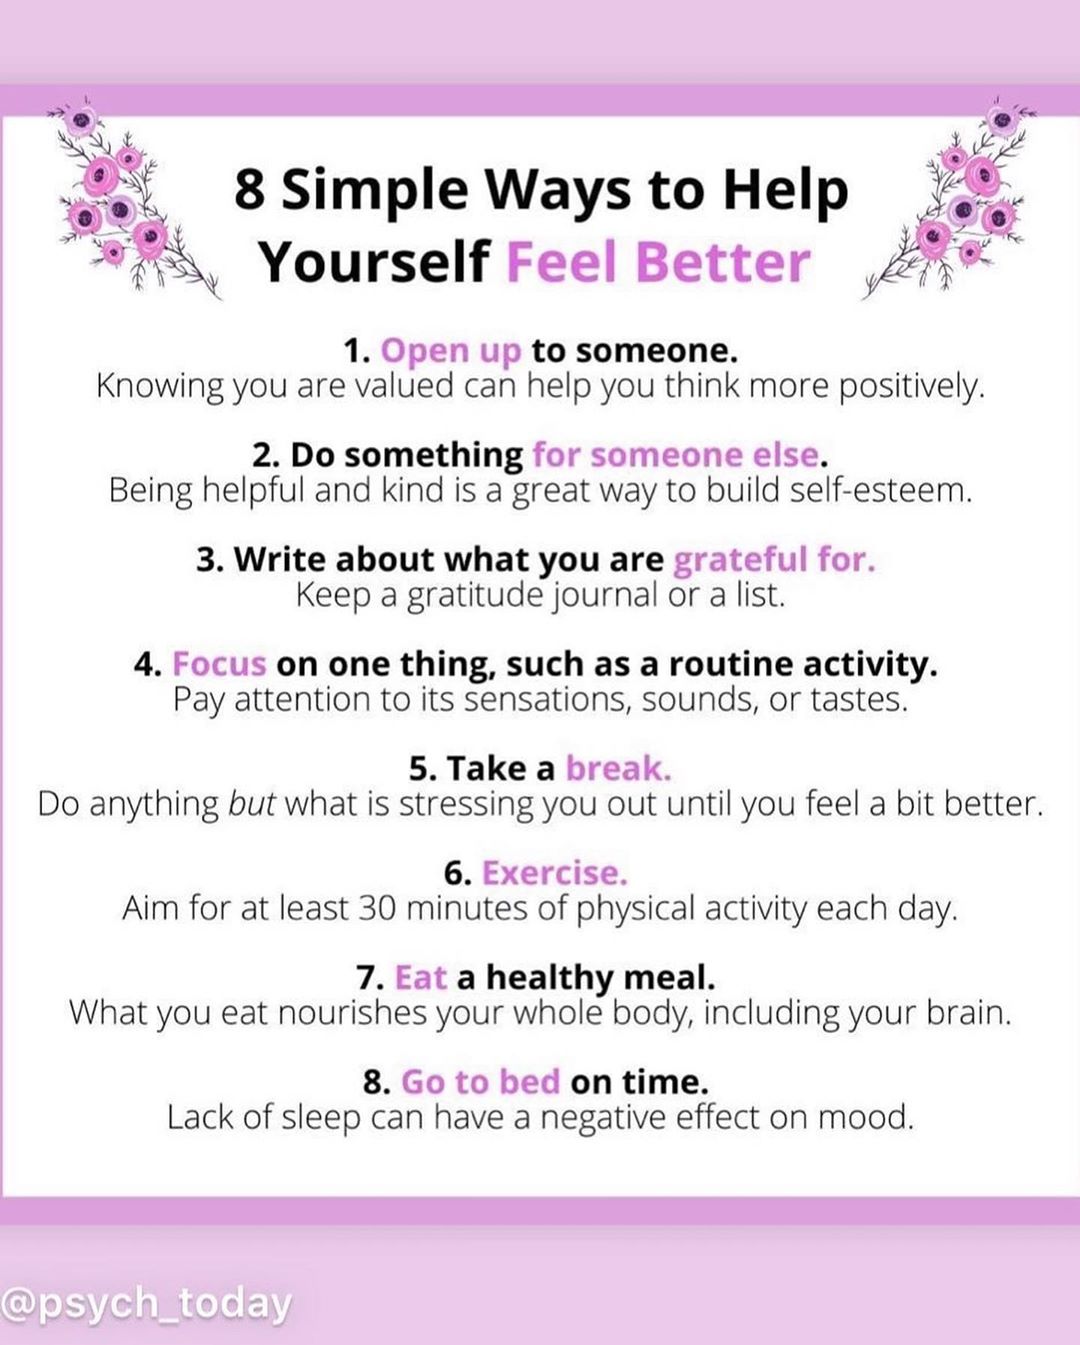 8 Simple Ways to Help
Yourself Feel Better
1. Open up to someone.
Knowing you are valued can help you think more positively.
2. Do something for someone else.
Being helpful and kind is a great way to build self-esteem.
3. Write about what you are grateful for.
Keep a gratitude journal or a list.
4. Focus on one thing, such as a routine activity.
Pay attention to its sensations, sounds, or tastes.
5. Take a break.
Do anything but what is stressing you out until you feel a bit better.
6. Exercise.
Aim for at least 30 minutes of physical activity each day.
7. Eat a healthy meal.
What you eat nourishes your whole body, including your brain.
8. Go to bed on time.
Lack of sleep can have a negative effect on mood.
@psych_today